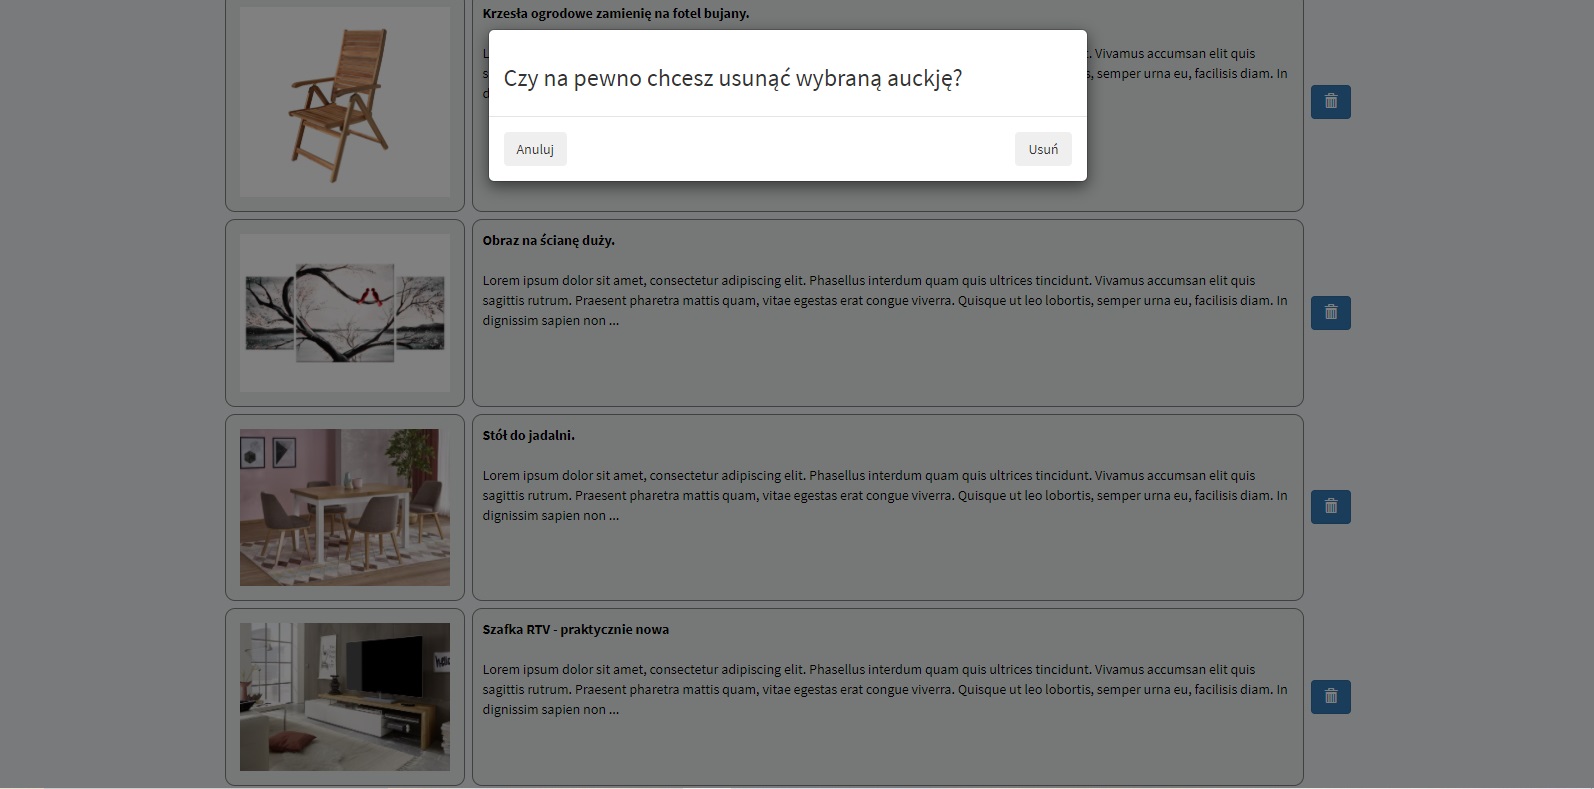 Krzesła ogrodowe zamienię na fotel bujany.
Czy na pewno chcesz usunąć wybraną auckję?
Anuluj
Usuń
. Vivamus accumsan elit quis
, semper urna eu, facilisis diam. In
Obraz na ścianę duży.
Lorem ipsum dolor sit amet, consectetur adipiscing elit. Phasellus interdum quam quis ultrices tincidunt. Vivamus accumsan elit quis
sagittis rutrum. Praesent pharetra mattis quam, vitae egestas erat congue viverra. Quisque ut leo lobortis, semper urna eu, facilisis diam. In
dignissim sapien non ...
Stół do jadalni.
Lorem ipsum dolor sit amet, consectetur adipiscing elit. Phasellus interdum quam quis ultrices tincidunt. Vivamus accumsan elit quis
sagittis rutrum. Praesent pharetra mattis quam, vitae egestas erat congue viverra. Quisque ut leo lobortis, semper urna eu, facilisis diam. In
dignissim sapien non ...
Szafka RTV - praktycznie nowa
Lorem ipsum dolor sit amet, consectetur adipiscing elit. Phasellus interdum quam quis ultrices tincidunt. Vivamus accumsan elit quis
sagittis rutrum. Praesent pharetra mattis quam, vitae egestas erat congue viverra. Quisque ut leo lobortis, semper urna eu, facilisis diam. In
dignissim sapien non ...